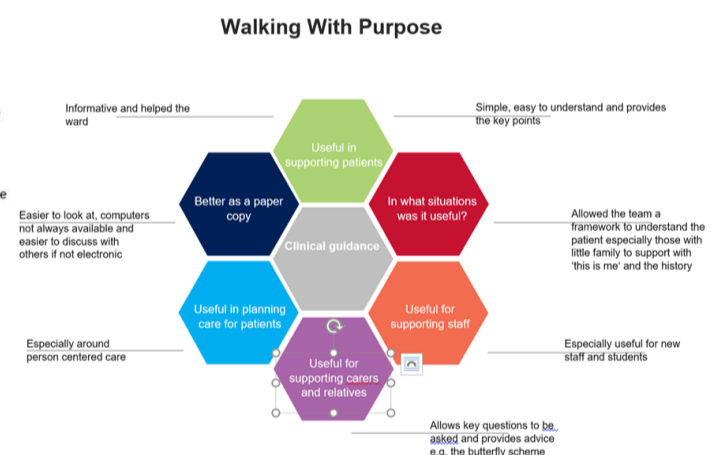 Walking With Purpose
Informative and helped the
ward
Simple, easy to understand and provides
the key points
Useful in
supporting patients
Better as a paper
copy
In what situations
was it useful?
e
Easier to look at, computers
not always available and
easier to discuss with
others if not electronic
Allowed the team a
framework to understand the
patient especially those with
little family to support with
'this is me' and the history
Clinical guidance
Useful in planning
care for patients
Useful for
supporting staff
Especially around
person centered care
Especially useful for new
staff and students
Useful for
supporting carers
and relatives
Allows key questions to be
asked and provides advice
e.g. the butterfly scheme